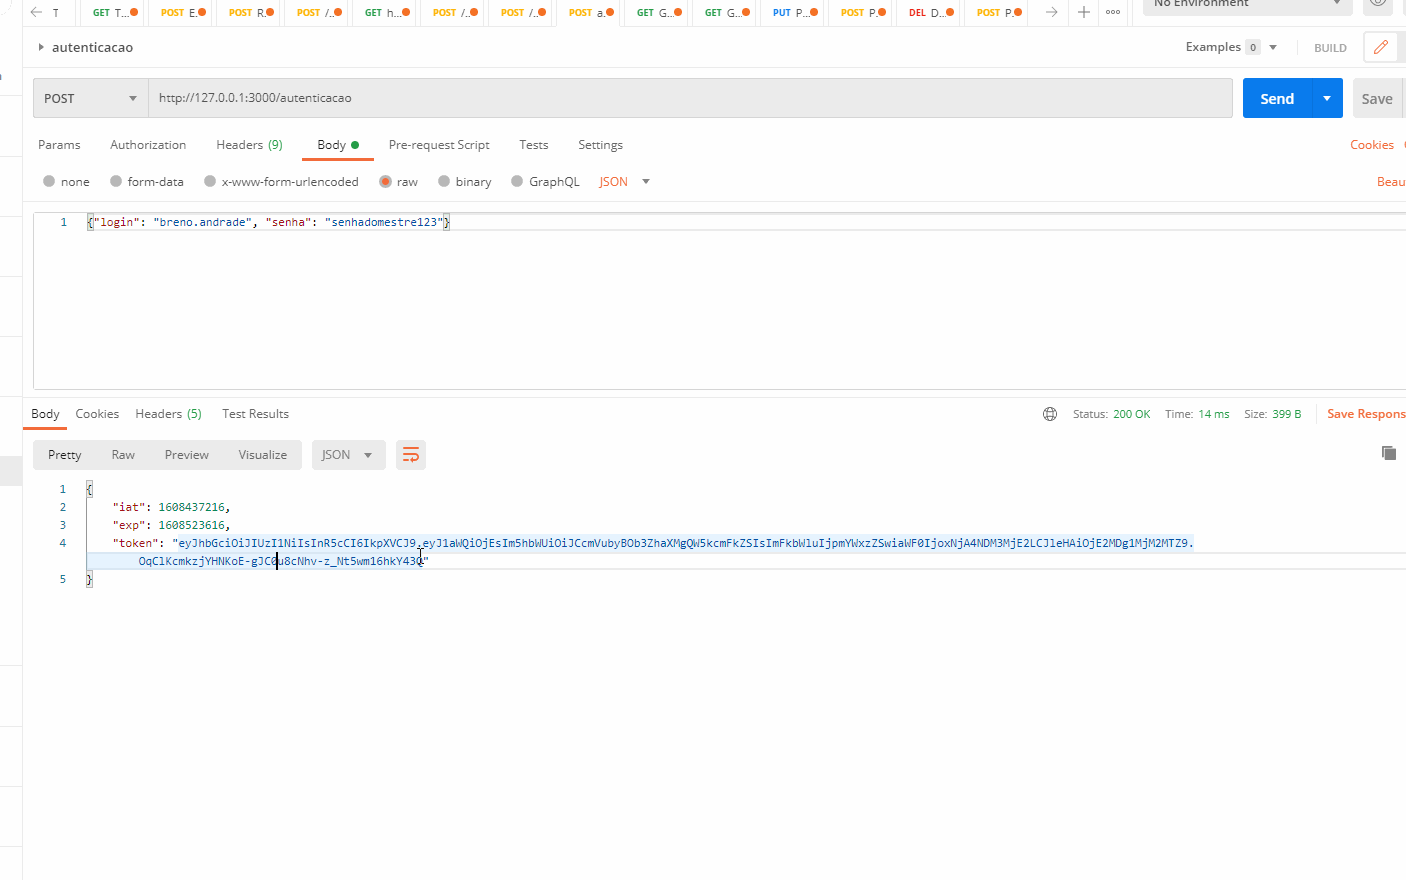 ← T GET T... POST E. POST R. POST /.. GET h... POST /.. POST /.. POST a. GET G... GET G... PUT P... POST P. DEL D... POST P. → + ooo No Environment
autenticacao Examples 0 BUILD
POST http://127.0.0.1:3000/autenticacao Send Save
Params Authorization Headers (9) Body Pre-request Script Tests Settings Cookies
none form-data x-www-form-urlencoded raw binary GraphQL JSON Beau
1 {"login": "breno.andrade", "senha": "senhadomestre123"}
Body Cookies Headers (5) Test Results Status: 200 OK Time: 14 ms Size: 399 B Save Respons
Pretty Raw Preview Visualize JSON
1 {
2 "iat": 1608437216,
3 "exp": 1608523616,
4 "token": "eyJhbGciOiJIUzI1NiIsInR5cCI6IkpXVCJ9.eyJ1aWQiOjEsIm5hbWUiOiJCcmVubyBOb3ZhaXMgQW5kcmFkZSIsImFkbWluIjpmYWxzZSwiaWF0IjoxNjA4NDM3MjE2LCJleHAiOjE2MDg1MjM2MTZ9.
OqClKcmkzjYHNKoE-gJC0u8cNhv-z_Nt5wm16hkY43Q"
5 }